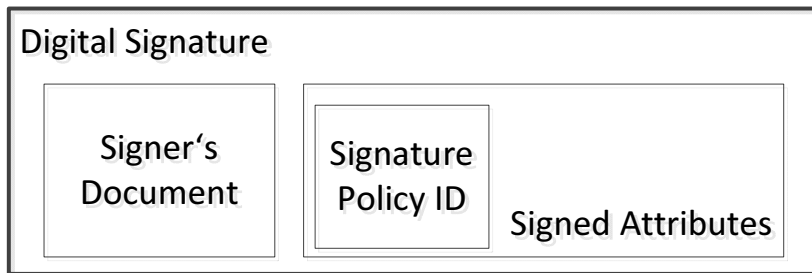 Digital Signature
Signer‘s
Document
Signature
Policy ID
Signed Attributes